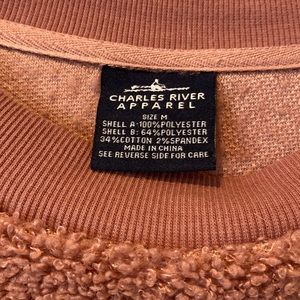 CHARLES RIVER
APPAREL
SIZE M
SHELL A: 100% POLYESTER
SHELL B: 64% POLYESTER
34% COTTON 2% SPANDEX
MADE IN CHINA
SEE REVERSE SIDE FOR CARE